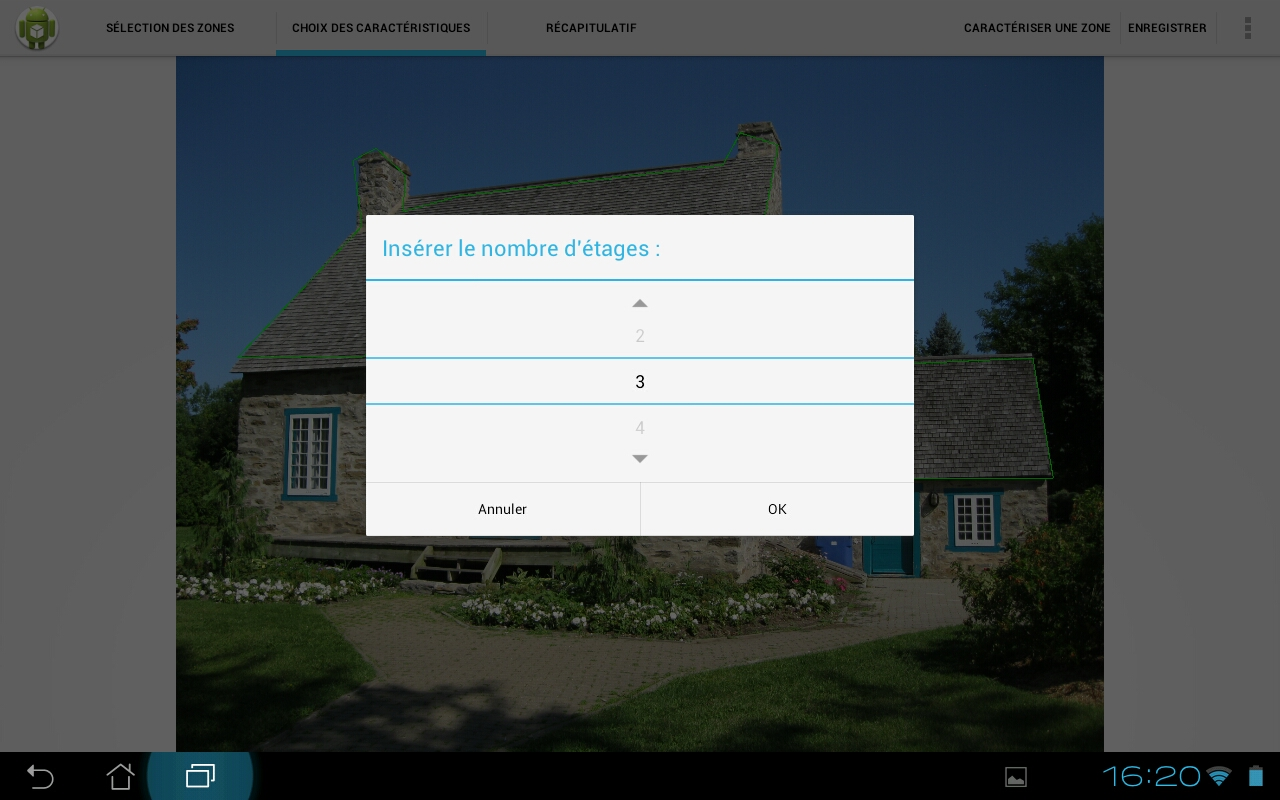 SÉLECTION DES ZONES CHOIX DES CARACTÉRISTIQUES RÉCAPITULATIF CARACTÉRISER UNE ZONE ENREGISTRER
Insérer le nombre d'étages :
2
3
4
Annuler OK
16:20